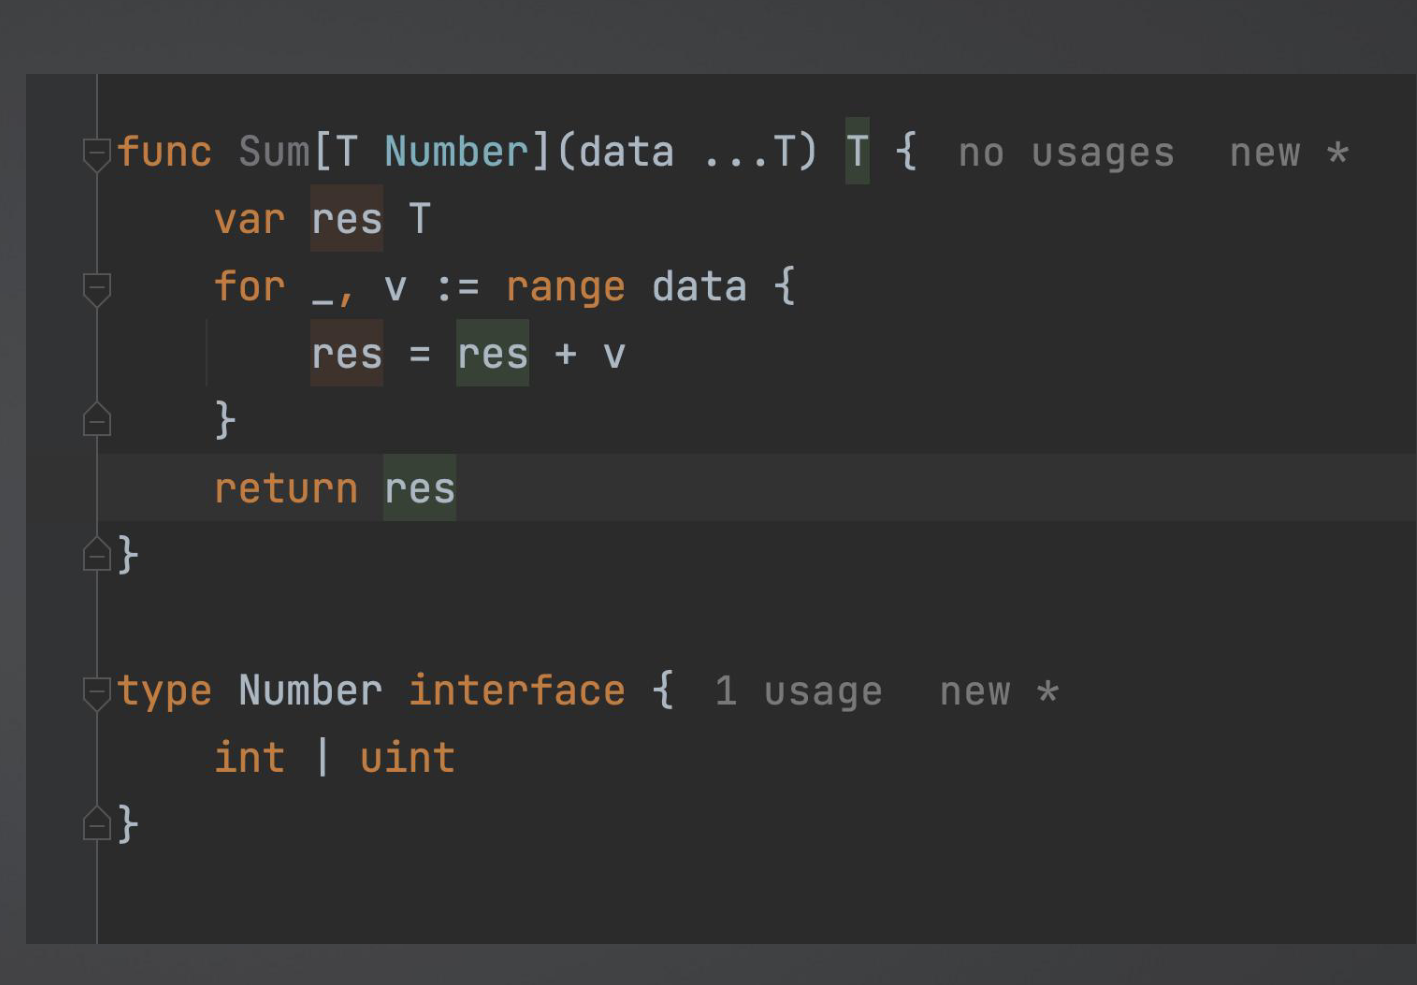 func Sum[T Number](data ...T) T { no usages new *
var res T
for _, v := range data {
res = res + v
}
return res
}
type Number interface { 1 usage new *
int | uint
}